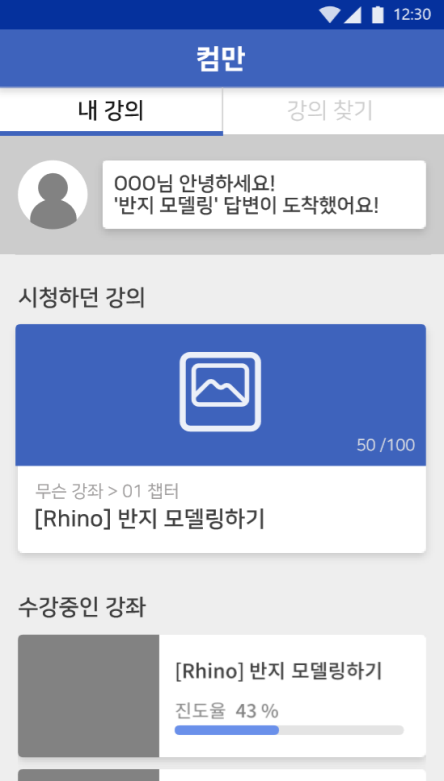 12:30
컴만
내 강의
강의 찾기
OOO님 안녕하세요!
'반지 모델링' 답변이 도착했어요!
시청하던 강의
50 /100
무슨 강좌 > 01 챕터
[Rhino] 반지 모델링하기
수강중인 강좌
[Rhino] 반지 모델링하기
진도율 43 %